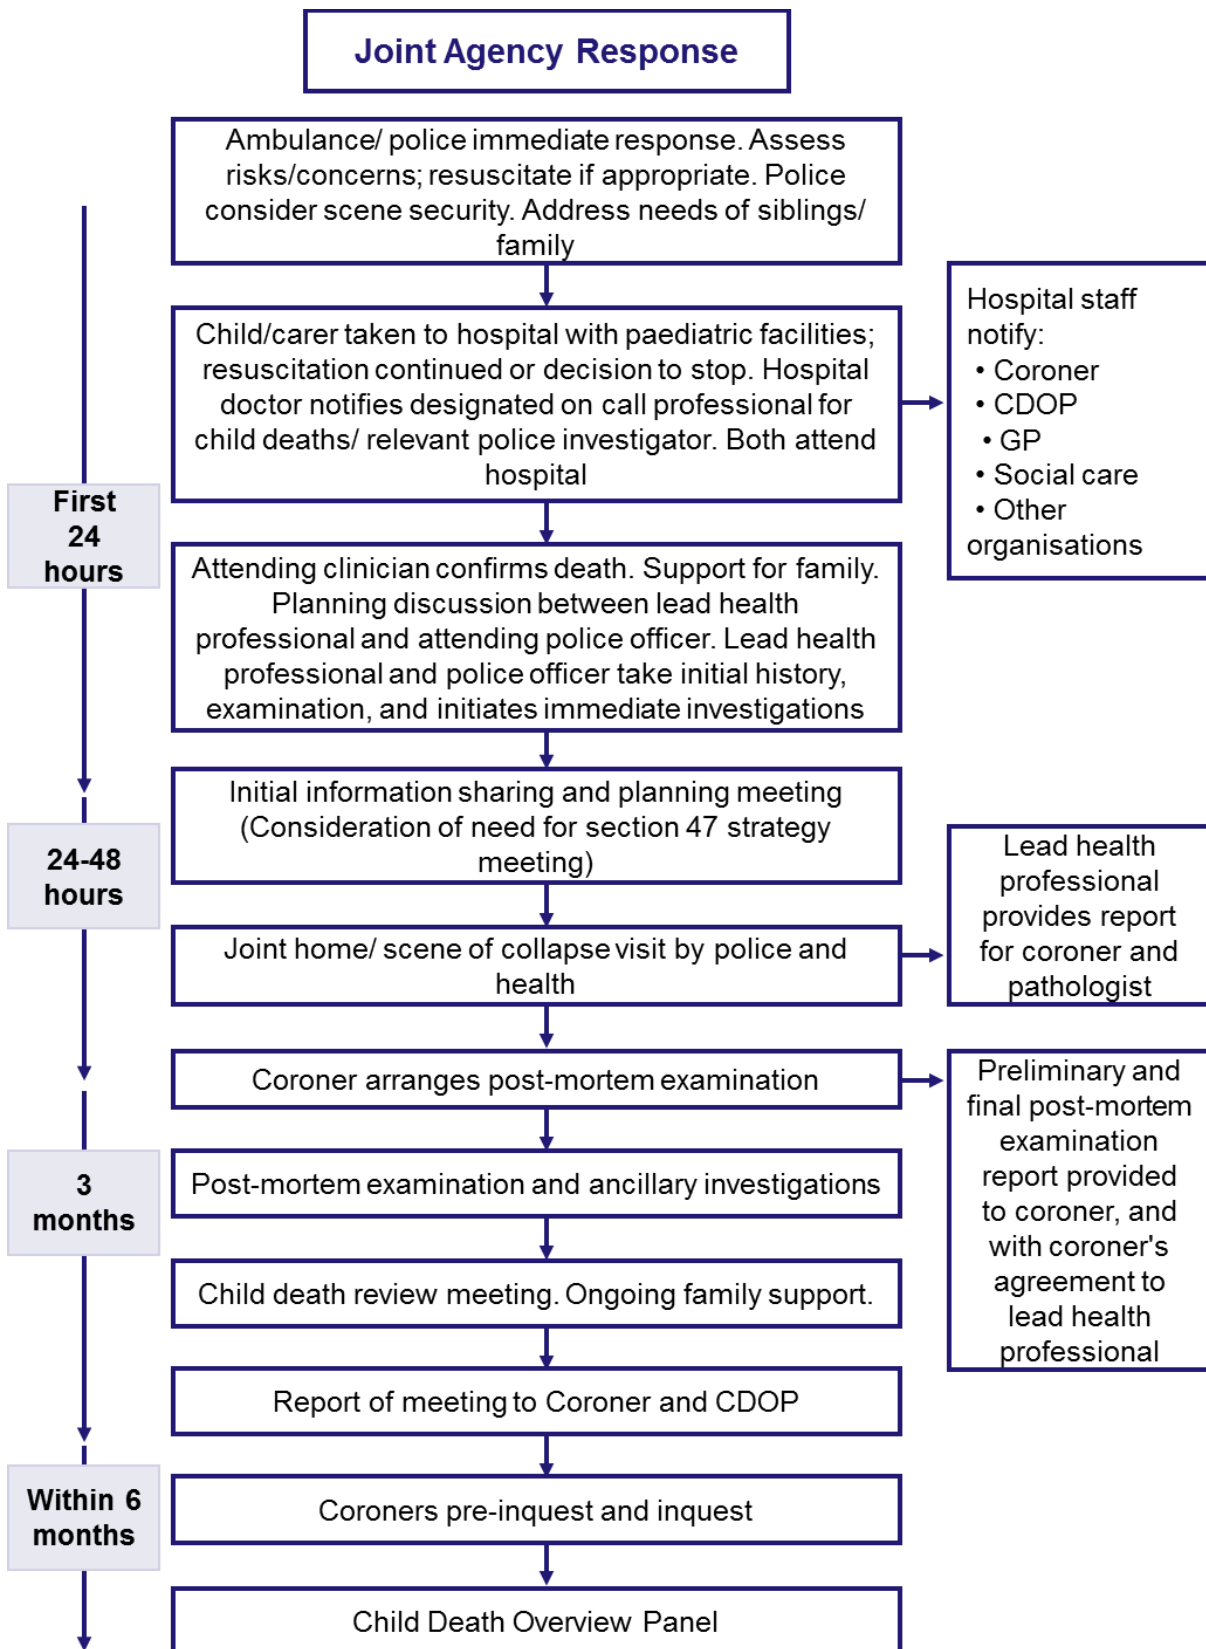 Joint Agency Response
Ambulance/ police immediate response. Assess
risks/concerns; resuscitate if appropriate. Police
consider scene security. Address needs of siblings/
family
Child/carer taken to hospital with paediatric facilities;
resuscitation continued or decision to stop. Hospital
doctor notifies designated on call professional for
child deaths/ relevant police investigator. Both attend
hospital
Hospital staff
notify:
• Coroner
• CDOP
• GP
• Social care
• Other
organisations
First
24
hours
Attending clinician confirms death. Support for family.
Planning discussion between lead health
professional and attending police officer. Lead health
professional and police officer take initial history,
examination, and initiates immediate investigations
24-48
hours
Initial information sharing and planning meeting
(Consideration of need for section 47 strategy
meeting)
Joint home/ scene of collapse visit by police and
health
Lead health
professional
provides report
for coroner and
pathologist
Coroner arranges post-mortem examination
Preliminary and
final post-mortem
examination
report provided
to coroner, and
with coroner's
agreement to
lead health
professional
3
months
Post-mortem examination and ancillary investigations
Child death review meeting. Ongoing family support.
Report of meeting to Coroner and CDOP
Within 6
months
Coroners pre-inquest and inquest
Child Death Overview Panel